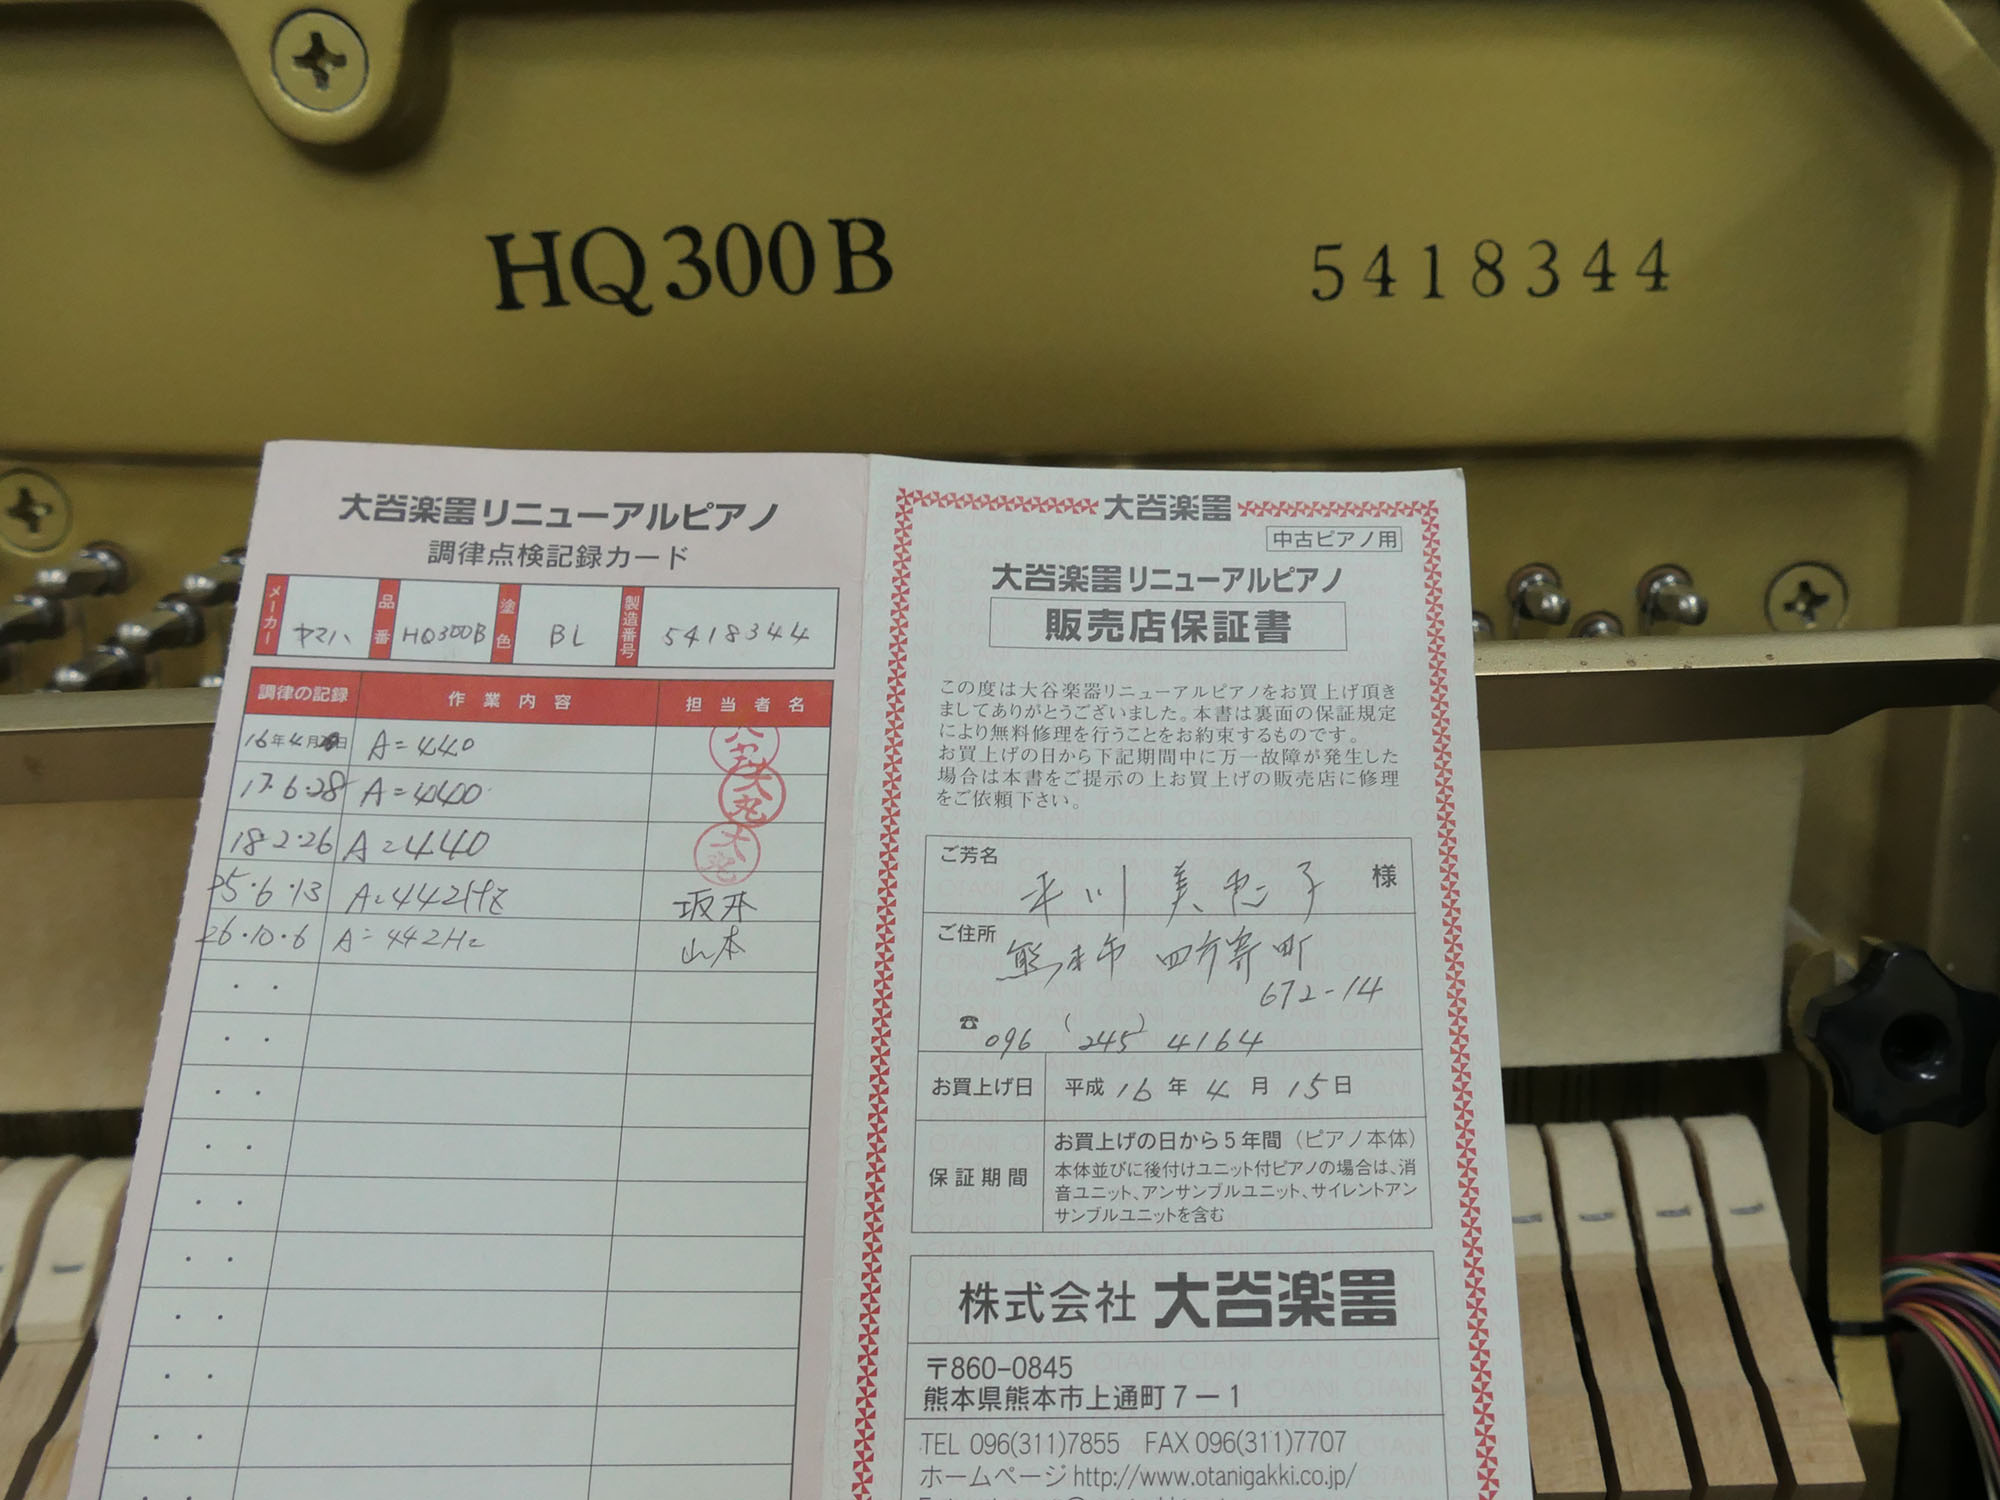 HQ300B 5418344
大谷楽器リニューアルピアノ
調律点検記録カード
メーカー ヤマハ 品番 HQ300B 塗色 BL 製造番号 5418344
調律の記録 作業内容 担当者名
16年4月 日 A=440
17.6.28 A=440
18.2.26 A=440
25.6.13 A=442Hz 坂本
26.10.6 A=442Hz 山本
大谷楽器
中古ピアノ用
大谷楽器リニューアルピアノ
販売店保証書
この度は大谷楽器リニューアルピアノをお買上げ頂き
ましてありがとうございました。本書は裏面の保証規定
により無料修理を行うことをお約束するものです。
お買上げの日から下記期間中に万一故障が発生した
場合は本書をご提示の上お買上げの販売店に修理
をご依頼下さい。
ご芳名 平川 美恵子 様
ご住所 熊本市 四方寄町
672-14
☎ 096 (245) 4164
お買上げ日 平成 16 年 4 月 15 日
保証期間 お買上げの日から5年間(ピアノ本体)
本体並びに後付けユニット付ピアノの場合は、消
音ユニット、アンサンブルユニット、サイレントアン
サンブルユニットを含む
株式会社 大谷楽器
〒860-0845
熊本県熊本市上通町7-1
TEL 096(311)7855 FAX 096(311)7707
ホームページ http://www.otanigakki.co.jp/